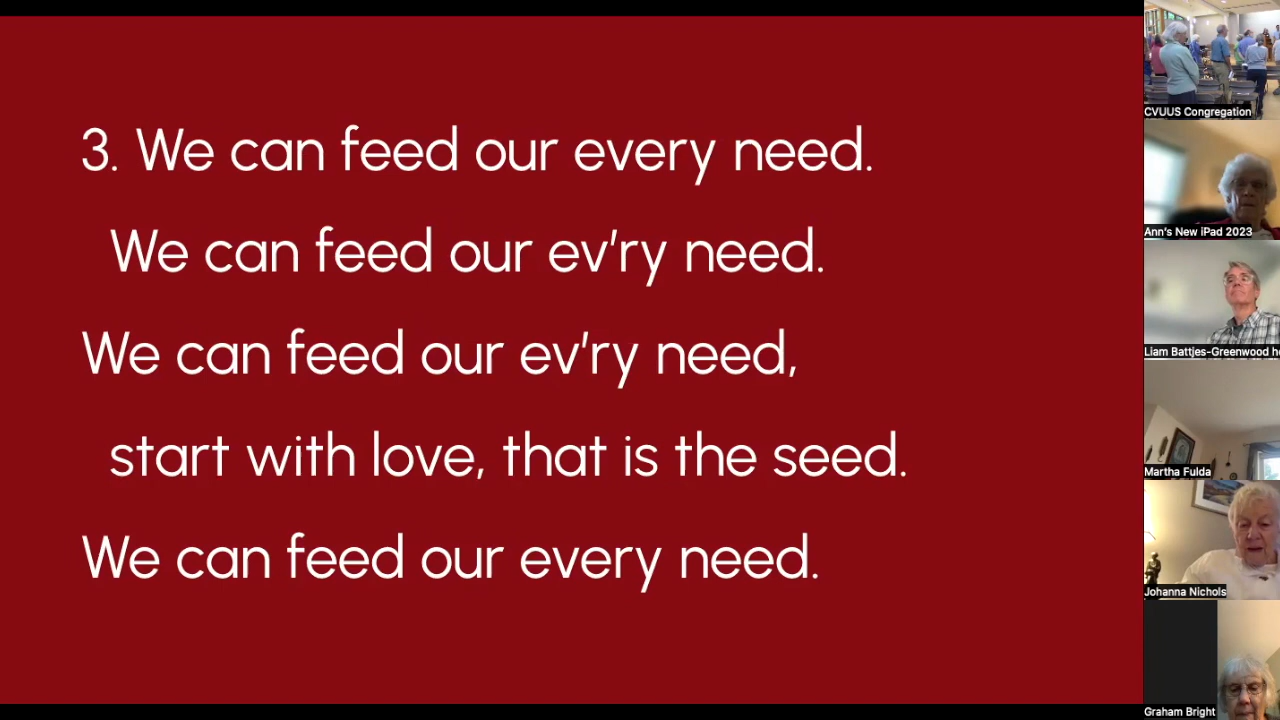 3. We can feed our every need.
We can feed our ev'ry need.
We can feed our ev'ry need,
start with love, that is the seed.
We can feed our every need.
CVUUS Congregation
Ann's New iPad 2023
Liam Battjes-Greenwood he
Martha Fulda
Johanna Nichols
Graham Bright